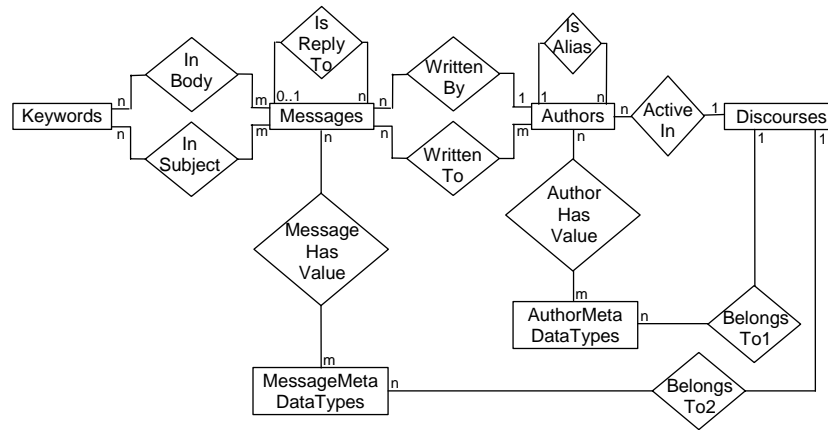 Is
Reply
To
Is
Alias
In
Body
Written
By
Active
In
n
m
0..1
n
n
1
1
n
n
1
Keywords
Messages
Authors
Discourses
n
m
n
n
m
n
1
1
In
Subject
Written
To
Author
Has
Value
Message
Has
Value
m
n
AuthorMeta
DataTypes
Belongs
To1
m
n
MessageMeta
DataTypes
Belongs
To2